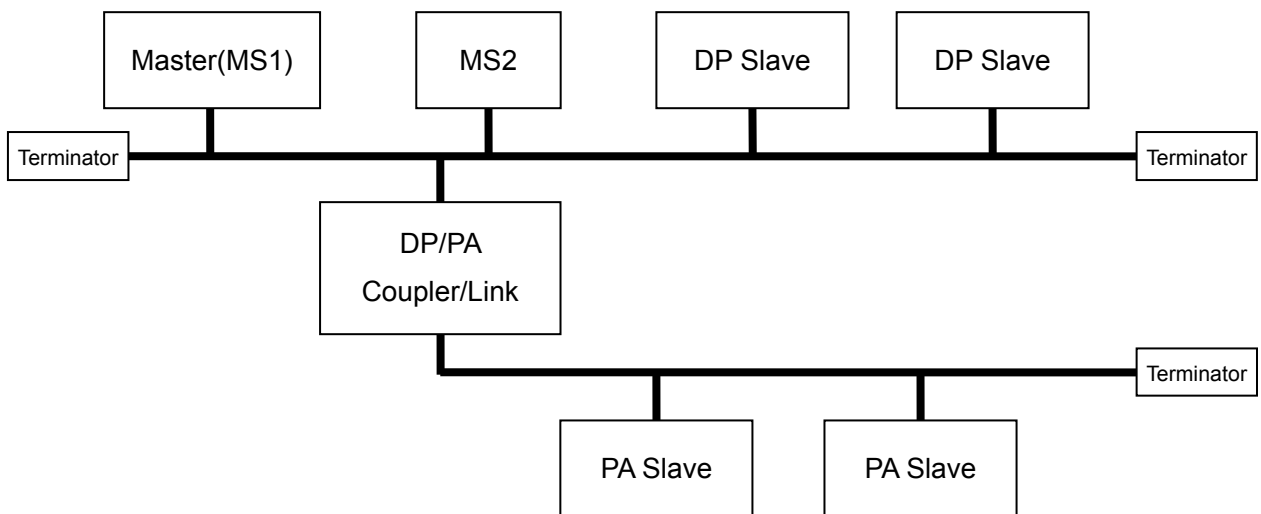 Master(MS1)
MS2
DP Slave
DP Slave
Terminator
Terminator
DP/PA
Coupler/Link
Terminator
PA Slave
PA Slave